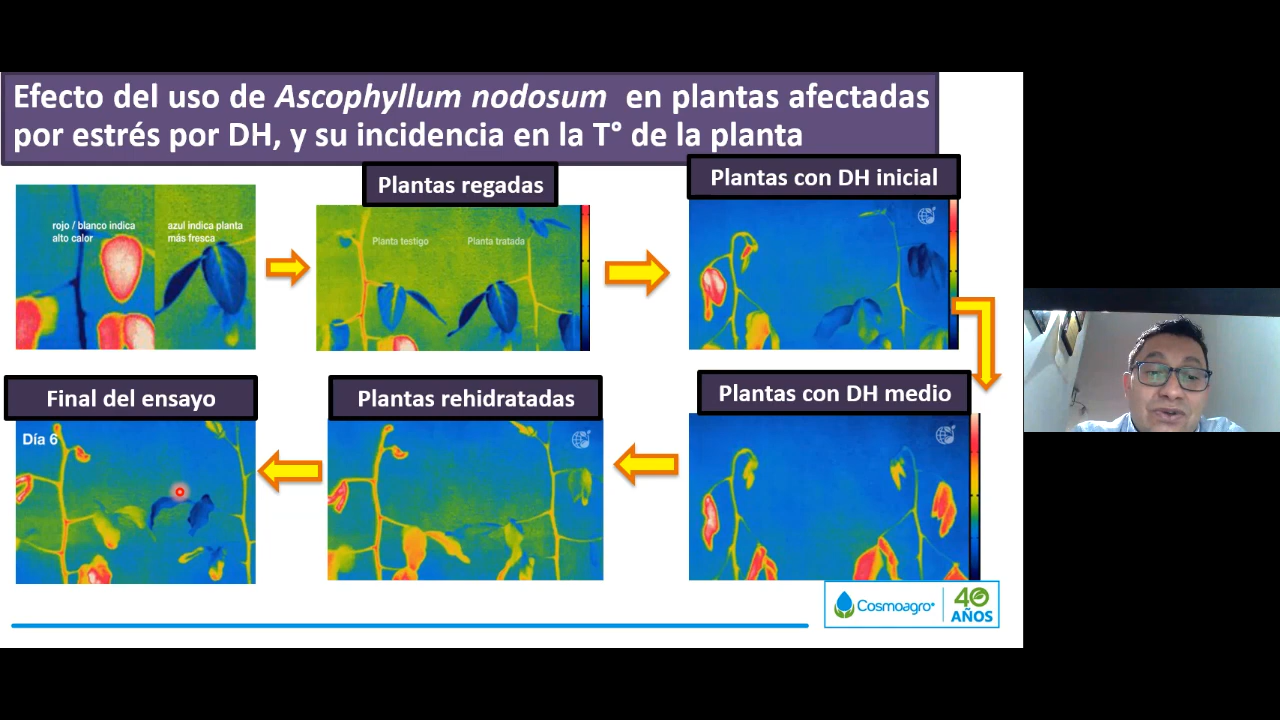 Efecto del uso de Ascophyllum nodosum en plantas afectadas
por estrés por DH, y su incidencia en la T° de la planta
rojo / blanco indica
alto calor
azul indica planta
más fresca
Plantas regadas
Planta testigo
Planta tratada
Plantas con DH inicial
Plantas con DH medio
Plantas rehidratadas
Final del ensayo
Día 6
Cosmoagro
40
AÑOS